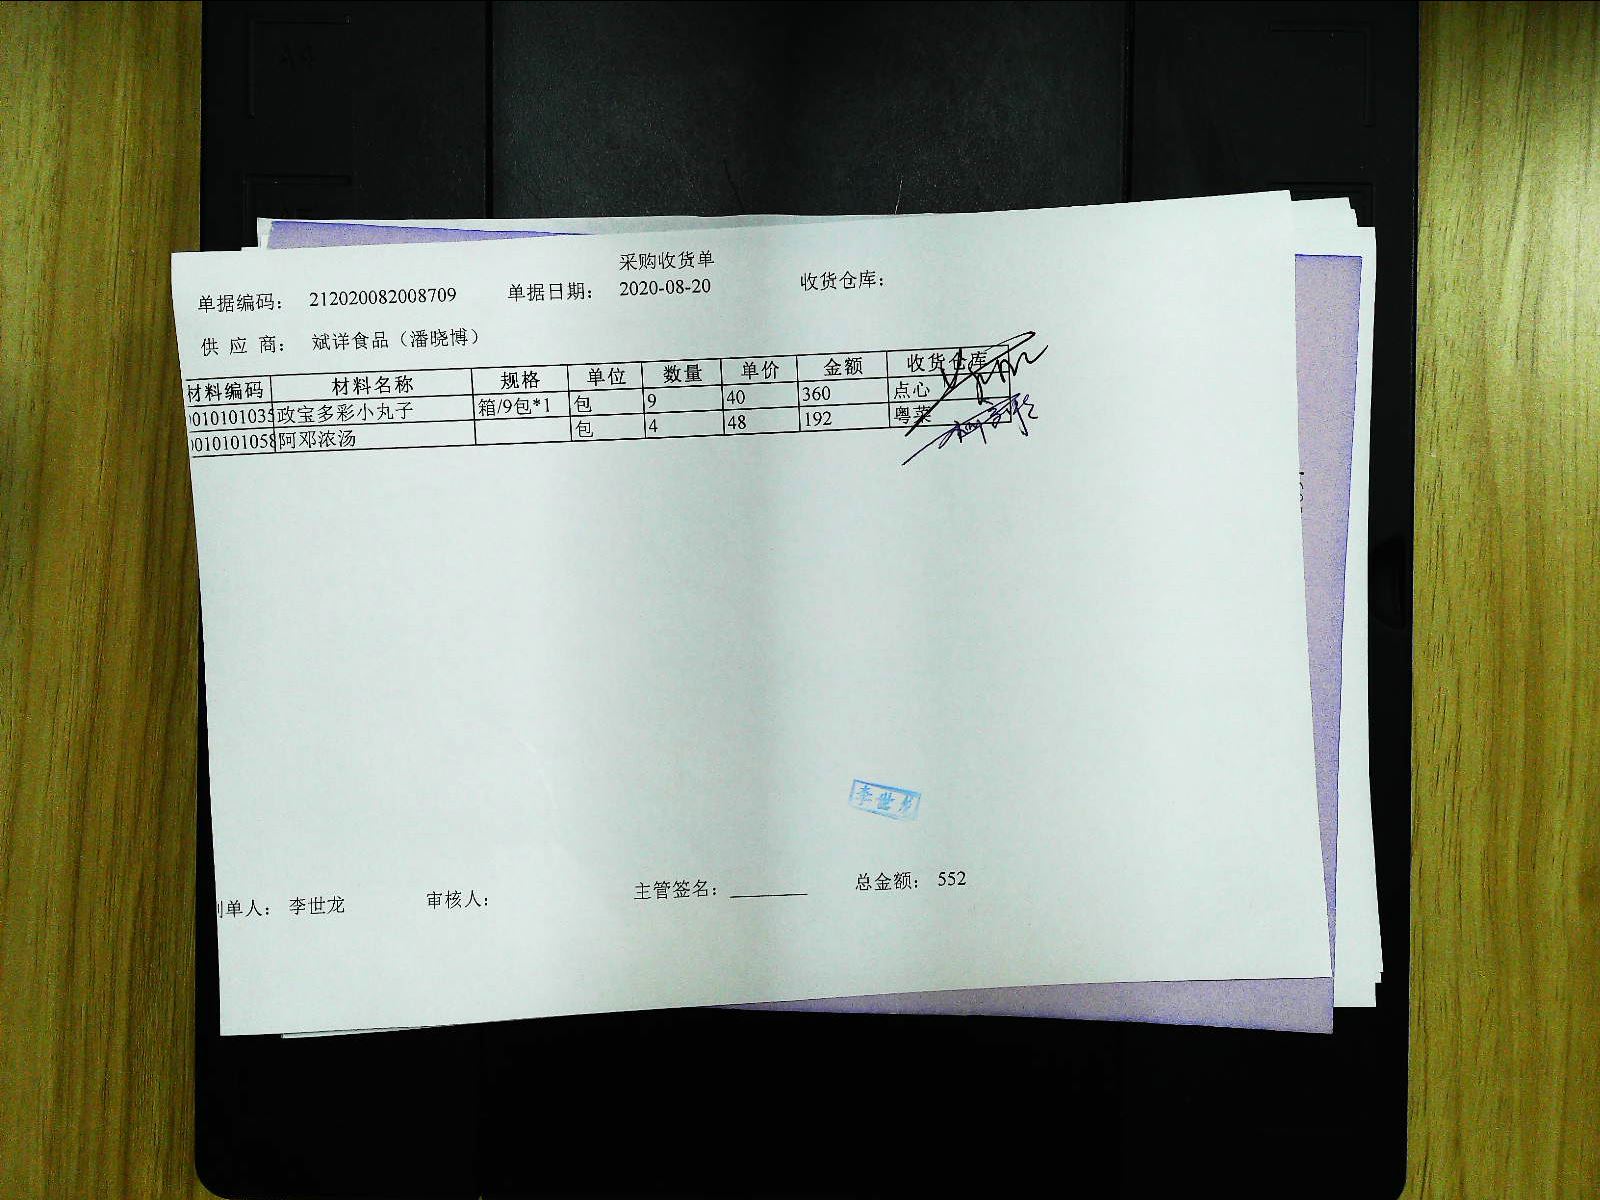 采购收货单
单据编码： 212020082008709 单据日期： 2020-08-20 收货仓库：
供 应 商： 斌详食品（潘晓博）
材料编码 材料名称 规格 单位 数量 单价 金额 收货仓库
0010101035 政宝多彩小丸子 箱/9包*1 包 9 40 360 点心
0010101058 阿邓浓汤 包 4 48 192 粤菜
李世龙
制单人： 李世龙 审核人： 主管签名： 总金额： 552